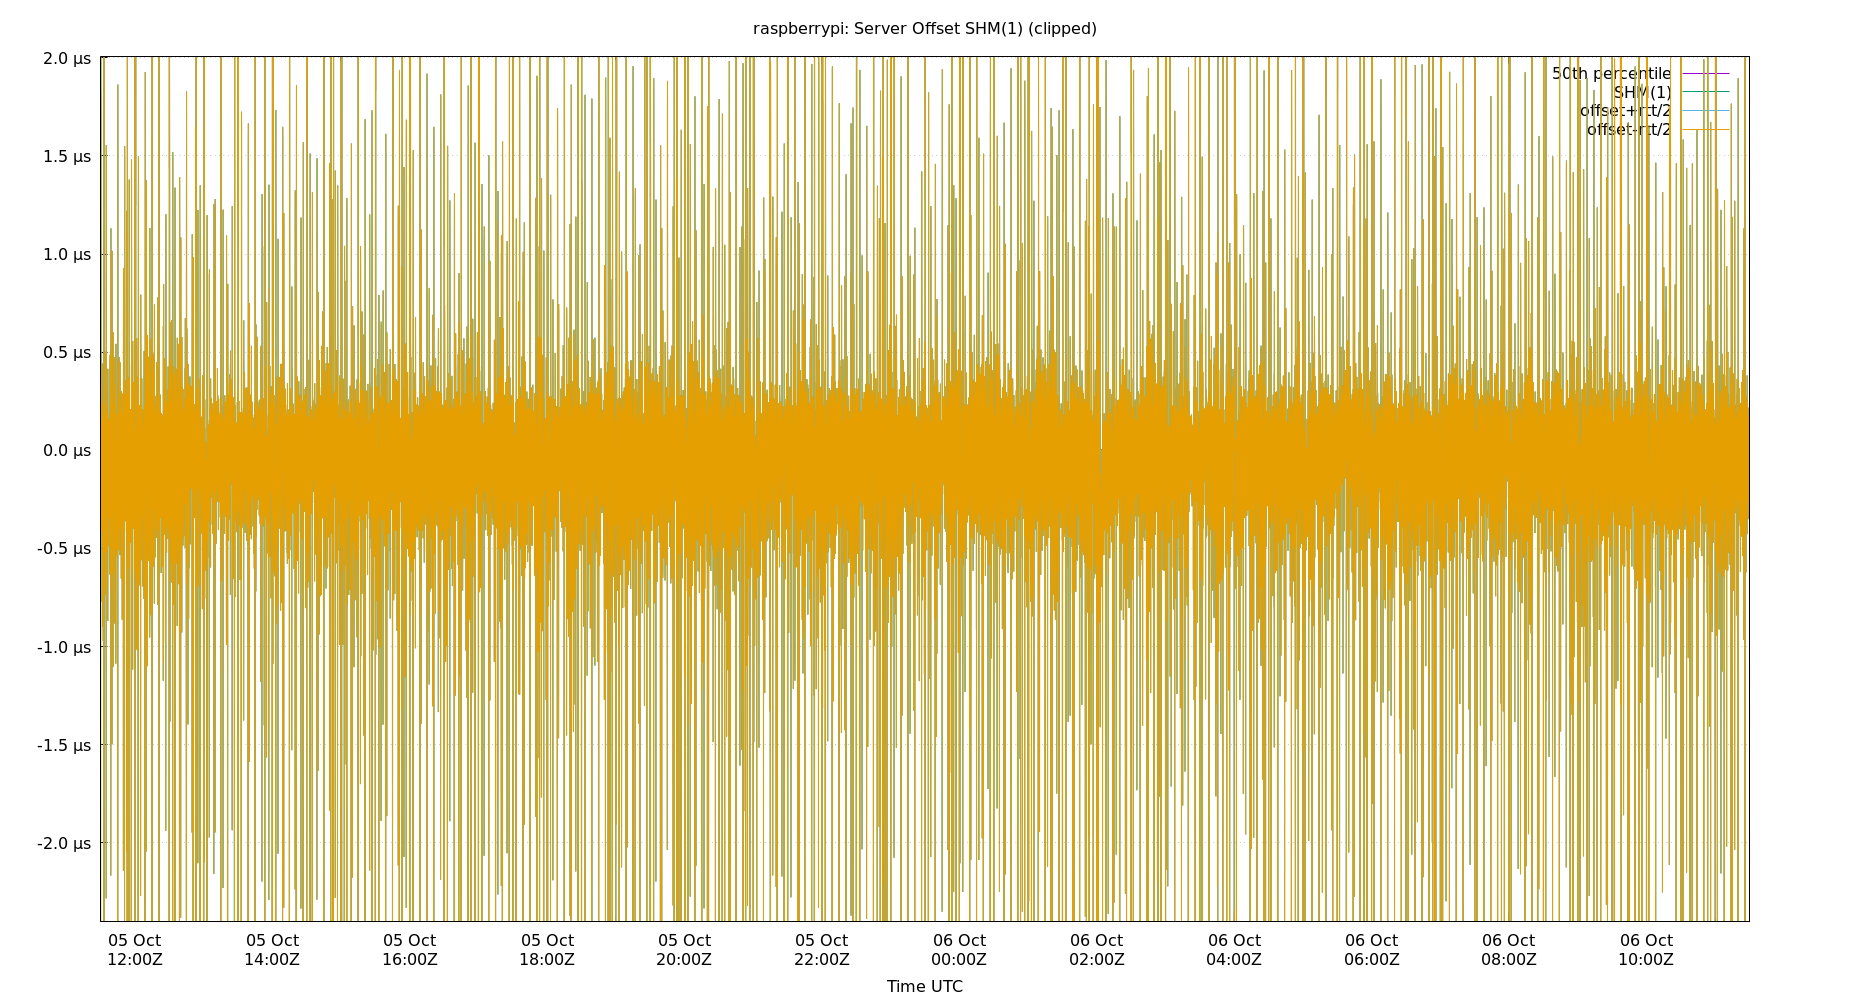 raspberrypi: Server Offset SHM(1) (clipped)
2.0 µs
1.5 µs
1.0 µs
0.5 µs
0.0 µs
-0.5 µs
-1.0 µs
-1.5 µs
-2.0 µs
50th percentile
SHM(1)
offset+rtt/2
offset-rtt/2
05 Oct 05 Oct 05 Oct 05 Oct 05 Oct 05 Oct 06 Oct 06 Oct 06 Oct 06 Oct 06 Oct 06 Oct
12:00Z 14:00Z 16:00Z 18:00Z 20:00Z 22:00Z 00:00Z 02:00Z 04:00Z 06:00Z 08:00Z 10:00Z
Time UTC